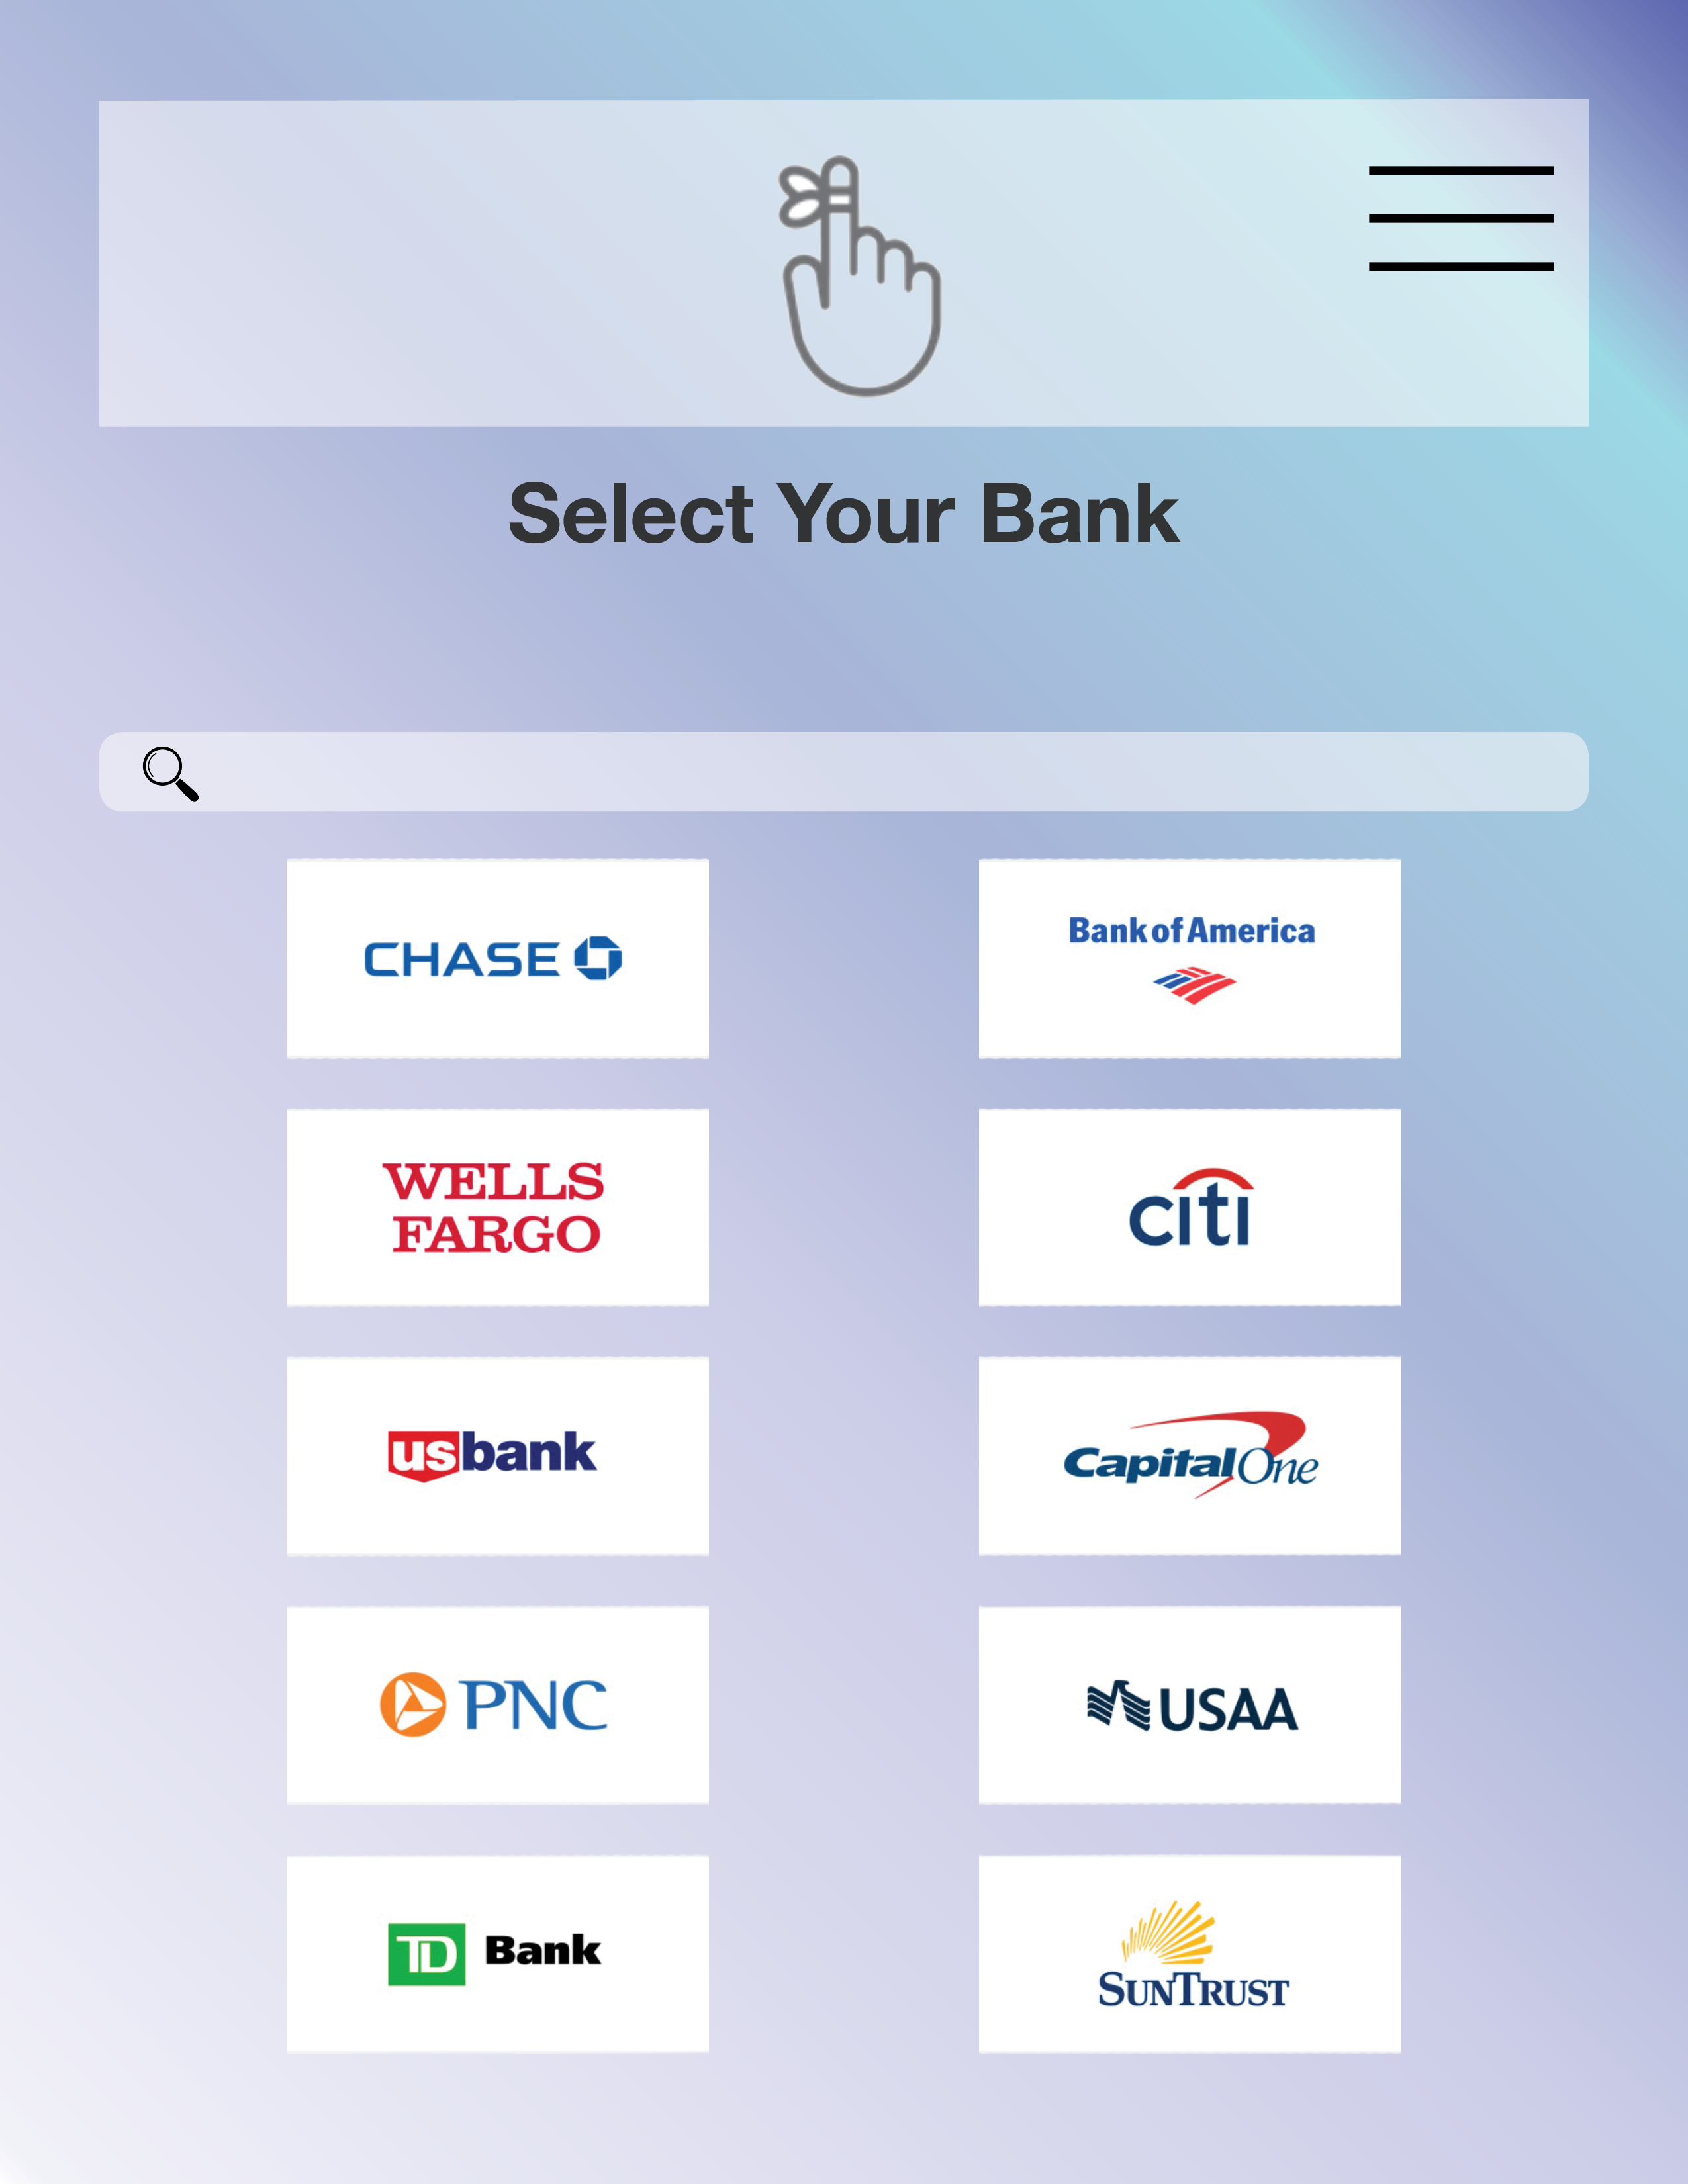 Select Your Bank
CHASE
Bank of America
WELLS
FARGO
citi
usbank
Capital One
PNC
USAA
TD Bank
SUNTRUST